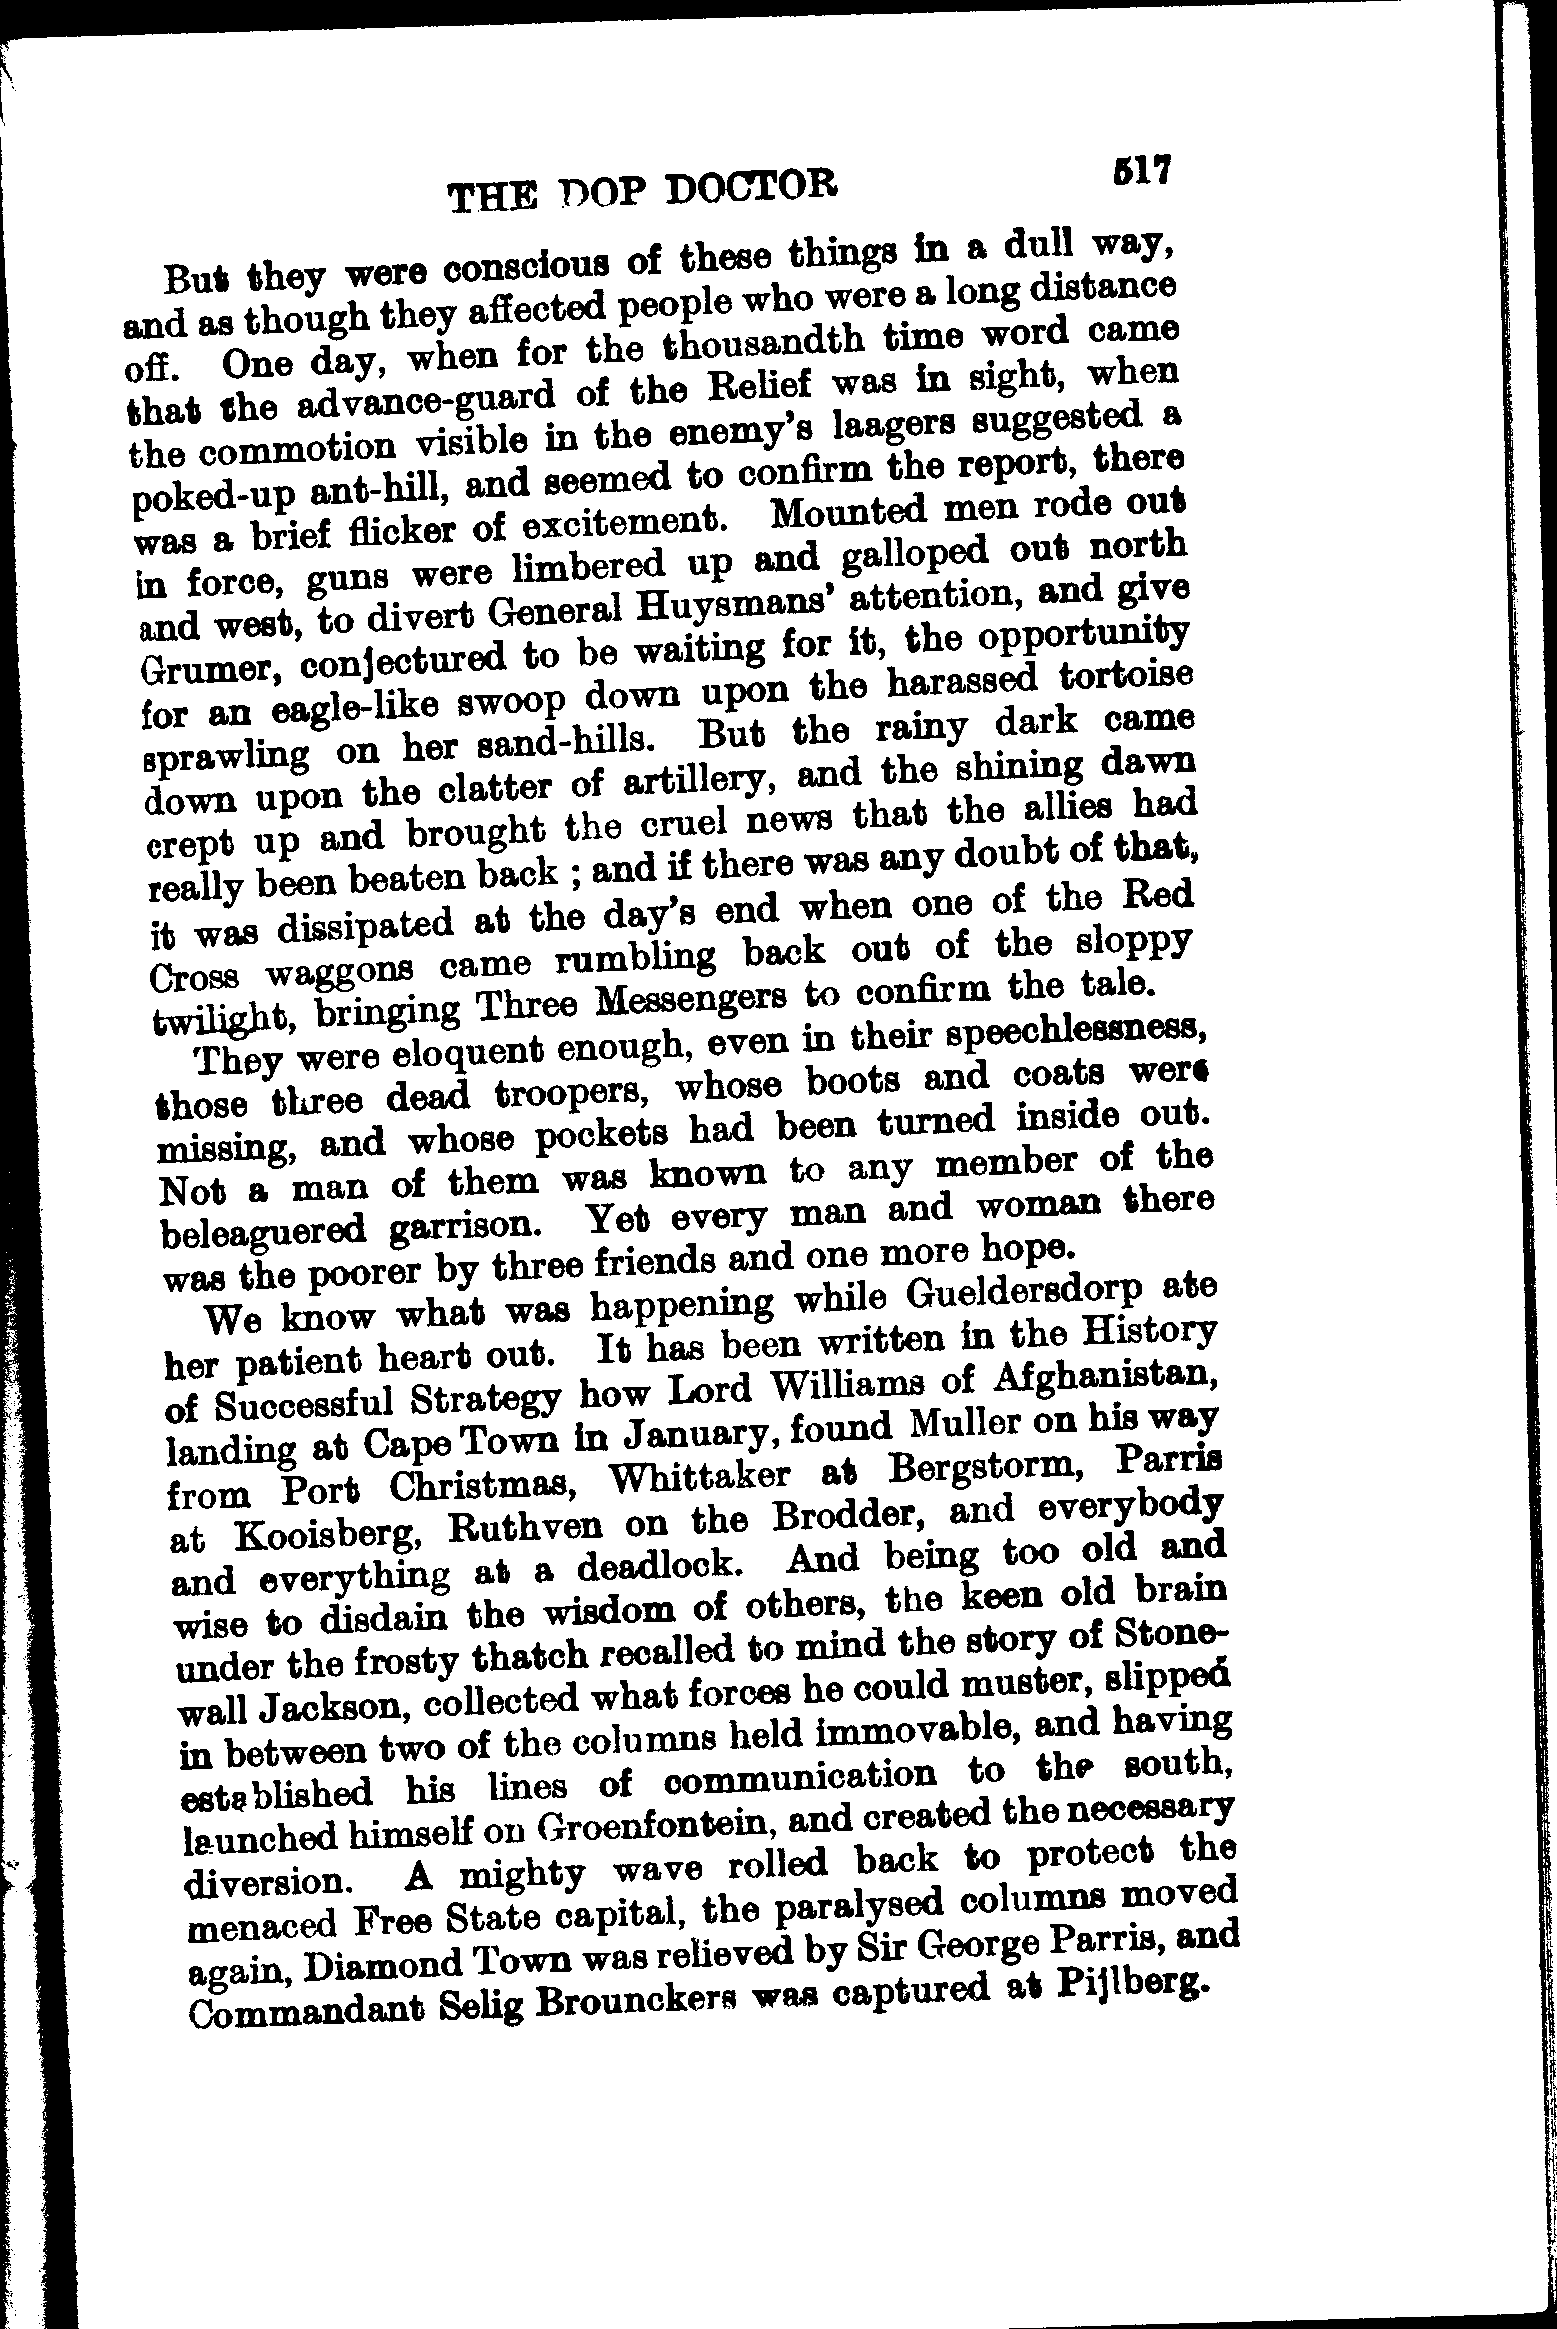 THE DOP DOCTOR 517
But they were conscious of these things in a dull way,
and as though they affected people who were a long distance
off. One day, when for the thousandth time word came
that the advance-guard of the Relief was in sight, when
the commotion visible in the enemy's laagers suggested a
poked-up ant-hill, and seemed to confirm the report, there
was a brief flicker of excitement. Mounted men rode out
in force, guns were limbered up and galloped out north
and west, to divert General Huysmans' attention, and give
Grumer, conjectured to be waiting for it, the opportunity
for an eagle-like swoop down upon the harassed tortoise
sprawling on her sand-hills. But the rainy dark came
down upon the clatter of artillery, and the shining dawn
crept up and brought the cruel news that the allies had
really been beaten back ; and if there was any doubt of that,
it was dissipated at the day's end when one of the Red
Cross waggons came rumbling back out of the sloppy
twilight, bringing Three Messengers to confirm the tale.
They were eloquent enough, even in their speechlessness,
those three dead troopers, whose boots and coats were
missing, and whose pockets had been turned inside out.
Not a man of them was known to any member of the
beleaguered garrison. Yet every man and woman there
was the poorer by three friends and one more hope.
We know what was happening while Gueldersdorp ate
her patient heart out. It has been written in the History
of Successful Strategy how Lord Williams of Afghanistan,
landing at Cape Town in January, found Muller on his way
from Port Christmas, Whittaker at Bergstorm, Parris
at Kooisberg, Ruthven on the Brodder, and everybody
and everything at a deadlock. And being too old and
wise to disdain the wisdom of others, the keen old brain
under the frosty thatch recalled to mind the story of Stone-
wall Jackson, collected what forces he could muster, slipped
in between two of the columns held immovable, and having
established his lines of communication to the south,
launched himself on Groenfontein, and created the necessary
diversion. A mighty wave rolled back to protect the
menaced Free State capital, the paralysed columns moved
again, Diamond Town was relieved by Sir George Parris, and
Commandant Selig Brounckers was captured at Pijlberg.